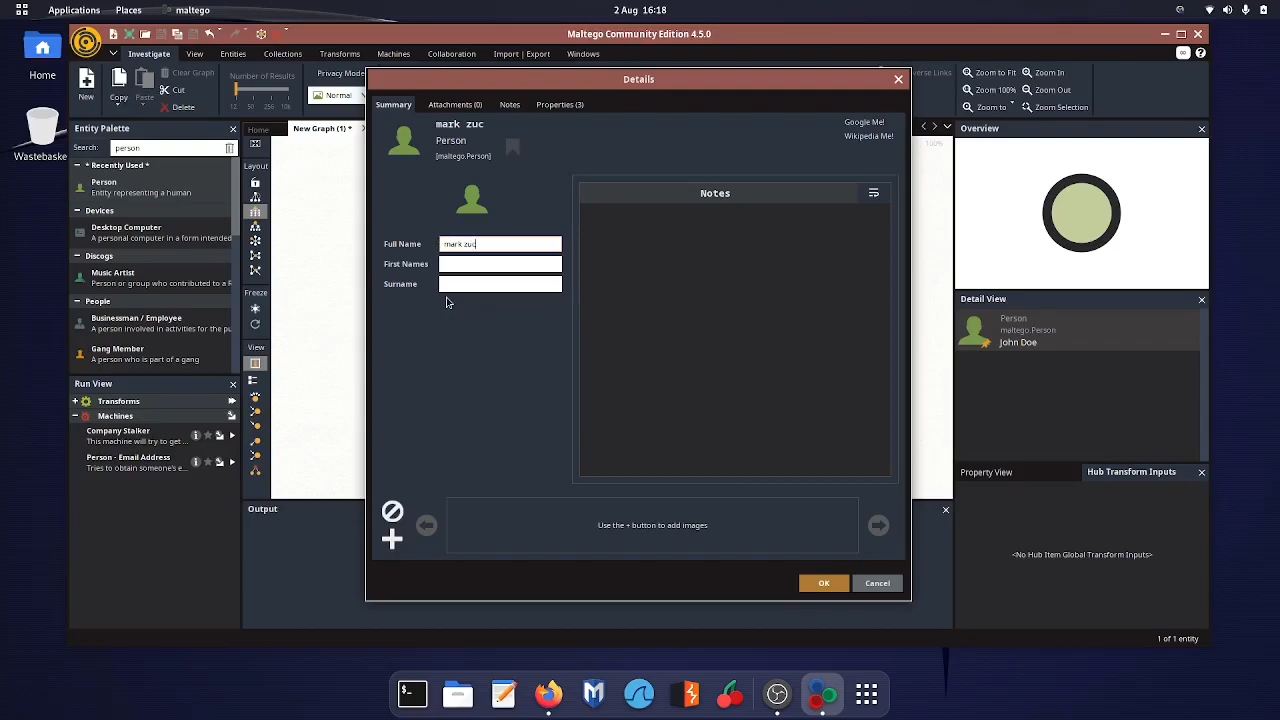 Applications Places maltego 2 Aug 16:18
Maltego Community Edition 4.5.0
Home
Wastebaske
Investigate View Entities Collections Transforms Machines Collaboration Import | Export Windows
New
Copy
Paste
Clear Graph
Cut
Delete
Number of Results
12 50 256 10k
Privacy Mode
Normal
Zoom to Fit
Zoom 100%
Zoom to
Zoom In
Zoom Out
Zoom Selection
Entity Palette
Search: person
* Recently Used *
Person
Entity representing a human
Devices
Desktop Computer
A personal computer in a form intended
Discogs
Music Artist
Person or group who contributed to a R
People
Businessman / Employee
A person involved in activities for the pu
Gang Member
A person who is part of a gang
Run View
Transforms
Machines
Company Stalker
This machine will try to get ...
Person - Email Address
Tries to obtain someone's e...
Home New Graph (1) *
Layout
Freeze
View
100%
Output
Details
Summary Attachments (0) Notes Properties (3)
mark zuc
Person
[maltego.Person]
Google Me!
Wikipedia Me!
Full Name mark zuc
First Names
Surname
Notes
Use the + button to add images
OK Cancel
Overview
Detail View
Person
maltego.Person
John Doe
Property View Hub Transform Inputs
<No Hub Item Global Transform Inputs>
1 of 1 entity